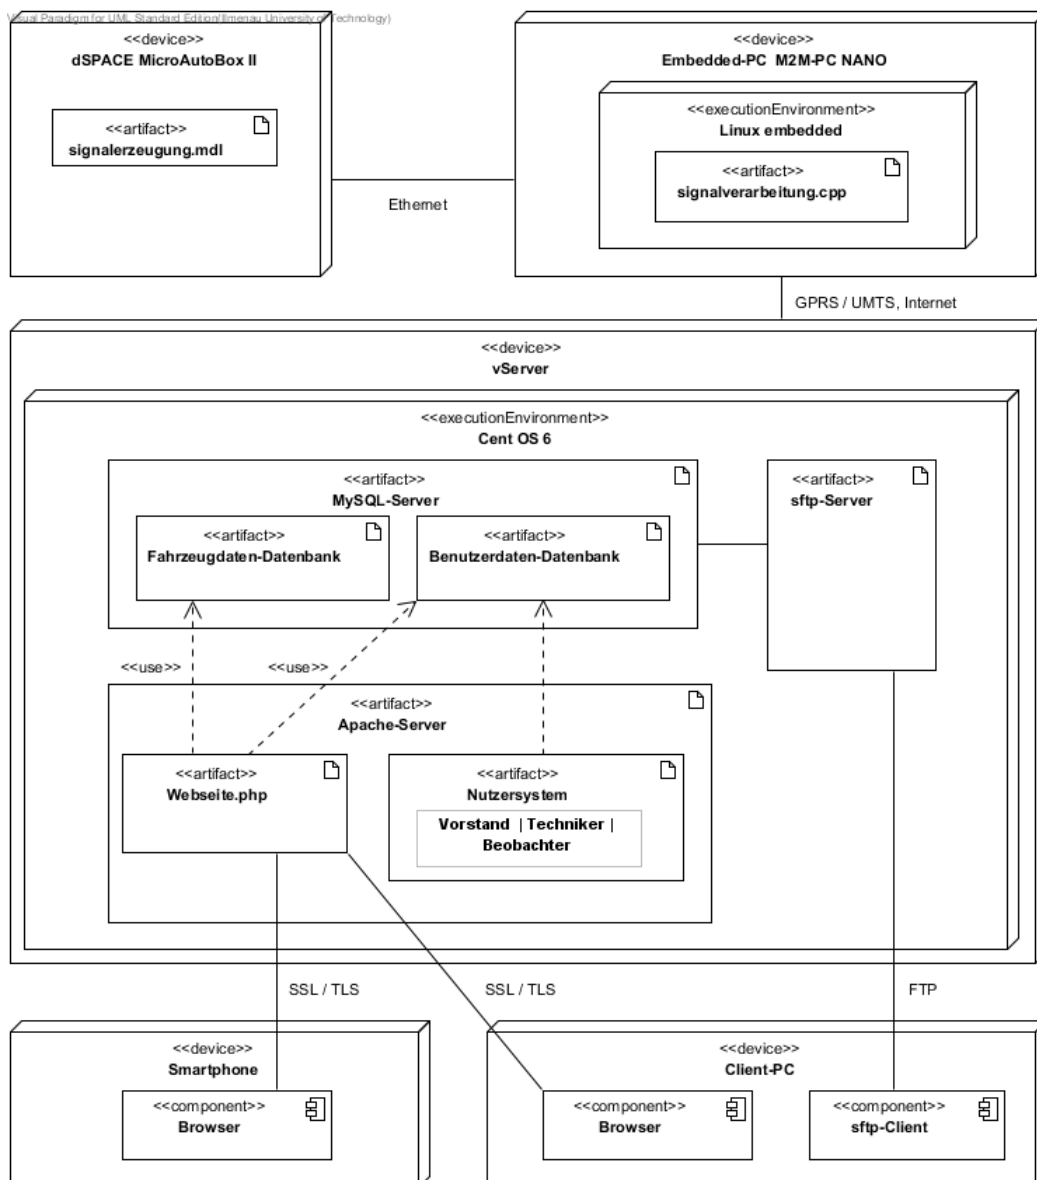 Visual Paradigm for UML Standard Edition(Ilmenau University of Technology)
<<device>>
dSPACE MicroAutoBox II
<<artifact>>
signalerzeugung.mdl
Ethernet
<<device>>
Embedded-PC M2M-PC NANO
<<executionEnvironment>>
Linux embedded
<<artifact>>
signalverarbeitung.cpp
GPRS / UMTS, Internet
<<device>>
vServer
<<executionEnvironment>>
Cent OS 6
<<artifact>>
MySQL-Server
<<artifact>>
Fahrzeugdaten-Datenbank
<<artifact>>
Benutzerdaten-Datenbank
<<artifact>>
sftp-Server
<<use>>
<<use>>
<<artifact>>
Apache-Server
<<artifact>>
Webseite.php
<<artifact>>
Nutzersystem
Vorstand | Techniker |
Beobachter
SSL / TLS
SSL / TLS
FTP
<<device>>
Smartphone
<<component>>
Browser
<<device>>
Client-PC
<<component>>
Browser
<<component>>
sftp-Client